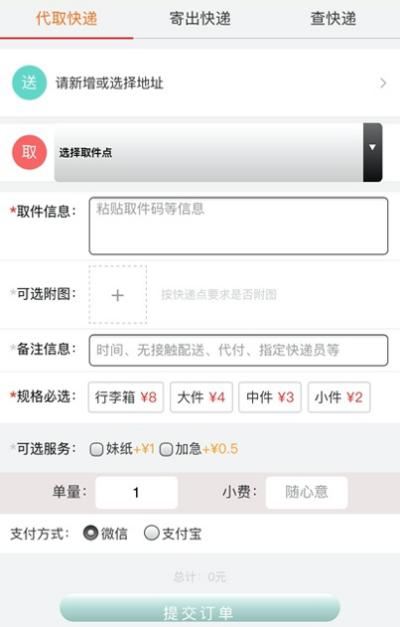 代取快递 寄出快递 查快递
送 请新增或选择地址
取 选择取件点
*取件信息： 粘贴取件码等信息
*可选附图： + 按快递点要求是否附图
*备注信息： 时间、无接触配送、代付、指定快递员等
*规格必选： 行李箱 ¥8 大件 ¥4 中件 ¥3 小件 ¥2
*可选服务： 妹纸+¥1 加急+¥0.5
单量： 1 小费： 随心意
支付方式： 微信 支付宝
总计：0元
提交订单